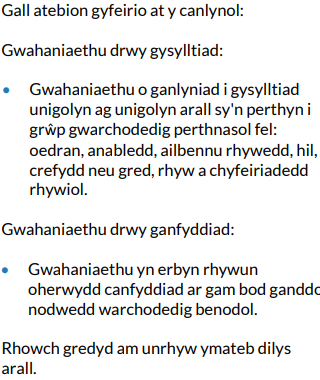 Gall atebion gyfeirio at y canlynol:
Gwahaniaethu drwy gysylltiad:
• Gwahaniaethu o ganlyniad i gysylltiad
unigolyn ag unigolyn arall sy'n perthyn i
grŵp gwarchodedig perthnasol fel:
oedran, anabledd, ailbennu rhywedd, hil,
crefydd neu gred, rhyw a chyfeiriadedd
rhywiol.
Gwahaniaethu drwy ganfyddiad:
• Gwahaniaethu yn erbyn rhywun
oherwydd canfyddiad ar gam bod ganddo
nodwedd warchodedig benodol.
Rhowch gredyd am unrhyw ymateb dilys
arall.